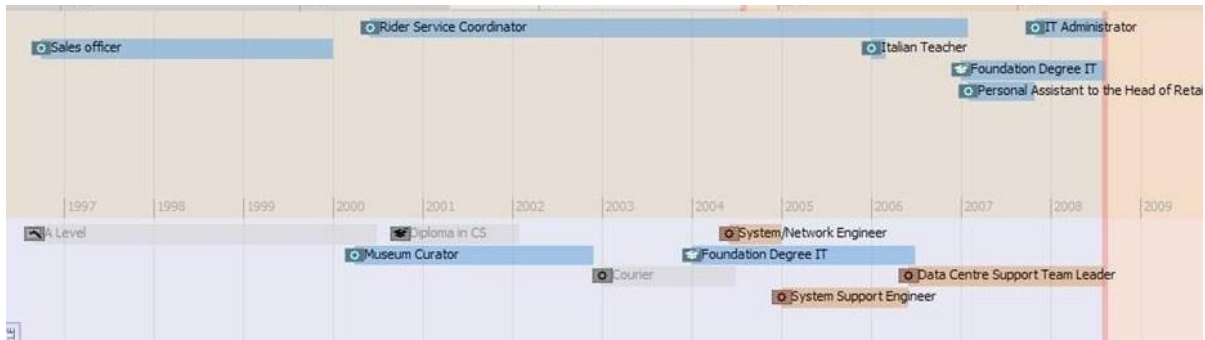 Rider Service Coordinator
IT Administrator
Sales officer
Italian Teacher
Foundation Degree IT
Personal Assistant to the Head of Reta
1997 1998 1999 2000 2001 2002 2003 2004 2005 2006 2007 2008 2009
A Level
Diploma in CS
System/Network Engineer
Museum Curator
Foundation Degree IT
Courier
Data Centre Support Team Leader
System Support Engineer